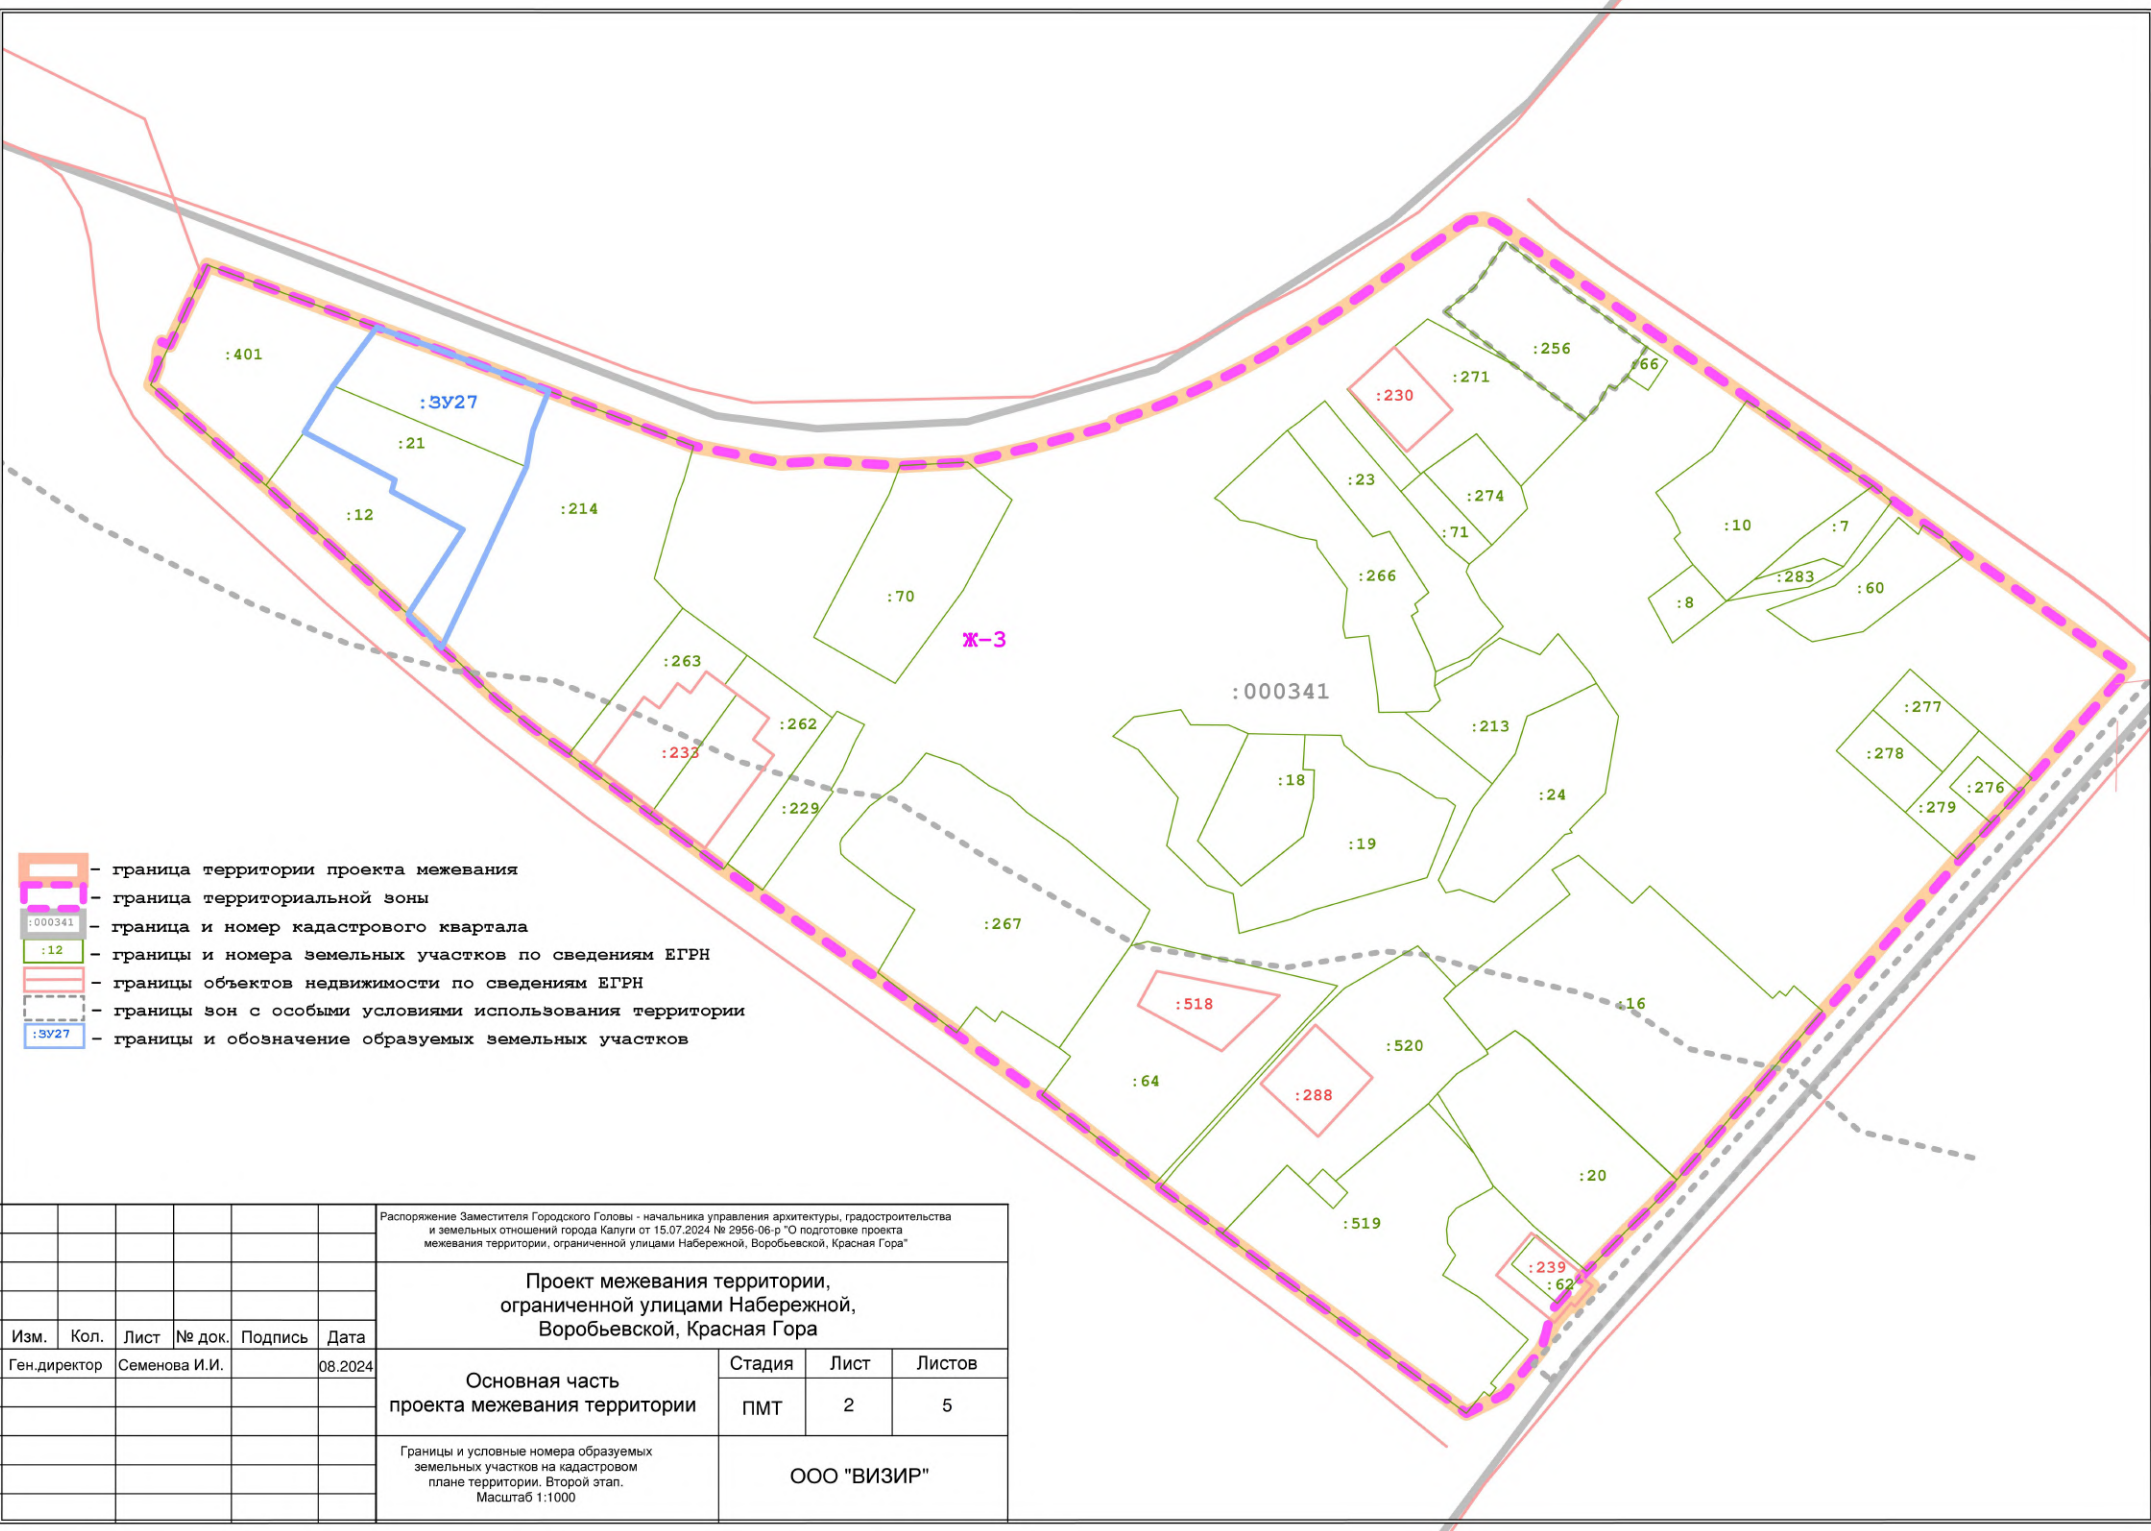 :401
:ЗУ27
:21
:12
:214
:70
:263
:233
:262
:229
:267
Ж-3
:000341
:256
66
:271
:230
:23
:274
:71
:266
:10
:7
:283
:60
:8
:213
:24
:18
:19
:277
:278
:276
:279
:16
:518
:64
:288
:520
:20
:519
:239
:62
- граница территории проекта межевания
- граница территориальной зоны
:000341 - граница и номер кадастрового квартала
:12 - границы и номера земельных участков по сведениям ЕГРН
- границы объектов недвижимости по сведениям ЕГРН
- границы зон с особыми условиями использования территории
:ЗУ27 - границы и обозначение образуемых земельных участков
Распоряжение Заместителя Городского Головы - начальника управления архитектуры, градостроительства
и земельных отношений города Калуги от 15.07.2024 № 2956-06-р "О подготовке проекта
межевания территории, ограниченной улицами Набережной, Воробьевской, Красная Гора"
Проект межевания территории,
ограниченной улицами Набережной,
Воробьевской, Красная Гора
Изм. Кол. Лист № док. Подпись Дата
Ген.директор Семенова И.И. 08.2024
Основная часть
проекта межевания территории
Стадия Лист Листов
ПМТ 2 5
Границы и условные номера образуемых
земельных участков на кадастровом
плане территории. Второй этап.
Масштаб 1:1000
ООО "ВИЗИР"